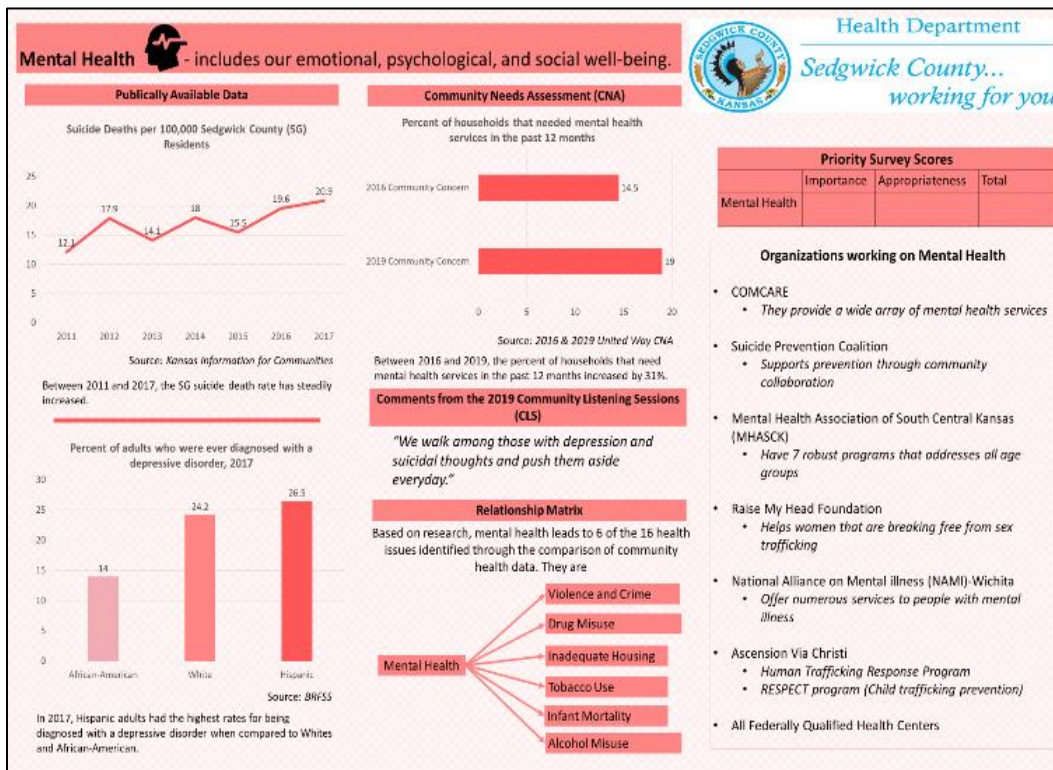 Mental Health - includes our emotional, psychological, and social well-being.
Health Department
SEDGWICK COUNTY
KANSAS
Sedgwick County...
working for you
Publically Available Data
Suicide Deaths per 100,000 Sedgwick County (SG)
Residents
25
20
15
10
5
0
12.1
17.9
14.1
18
15.5
19.6
20.9
2011 2012 2013 2014 2015 2016 2017
Source: Kansas Information for Communities
Between 2011 and 2017, the SG suicide death rate has steadily
increased.
Percent of adults who were ever diagnosed with a
depressive disorder, 2017
30
25
20
15
10
5
0
14
24.2
26.5
African-American White Hispanic
Source: BRFSS
In 2017, Hispanic adults had the highest rates for being
diagnosed with a depressive disorder when compared to Whites
and African-American.
Community Needs Assessment (CNA)
Percent of households that needed mental health
services in the past 12 months
2016 Community Concern 14.5
2019 Community Concern 19
0 5 10 15 20
Source: 2016 & 2019 United Way CNA
Between 2016 and 2019, the percent of households that need
mental health services in the past 12 months increased by 31%.
Comments from the 2019 Community Listening Sessions
(CLS)
"We walk among those with depression and
suicidal thoughts and push them aside
everyday."
Relationship Matrix
Based on research, mental health leads to 6 of the 16 health
issues identified through the comparison of community
health data. They are
Mental Health
Violence and Crime
Drug Misuse
Inadequate Housing
Tobacco Use
Infant Mortality
Alcohol Misuse
Priority Survey Scores
Importance Appropriateness Total
Mental Health
Organizations working on Mental Health
• COMCARE
• They provide a wide array of mental health services
• Suicide Prevention Coalition
• Supports prevention through community
collaboration
• Mental Health Association of South Central Kansas
(MHASCK)
• Have 7 robust programs that addresses all age
groups
• Raise My Head Foundation
• Helps women that are breaking free from sex
trafficking
• National Alliance on Mental illness (NAMI)-Wichita
• Offer numerous services to people with mental
illness
• Ascension Via Christi
• Human Trafficking Response Program
• RESPECT program (Child trafficking prevention)
• All Federally Qualified Health Centers